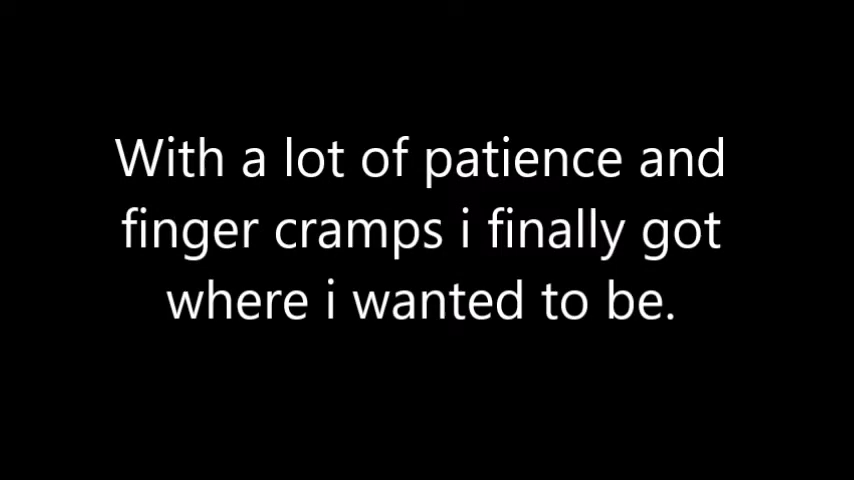 With a lot of patience and
finger cramps i finally got
where i wanted to be.